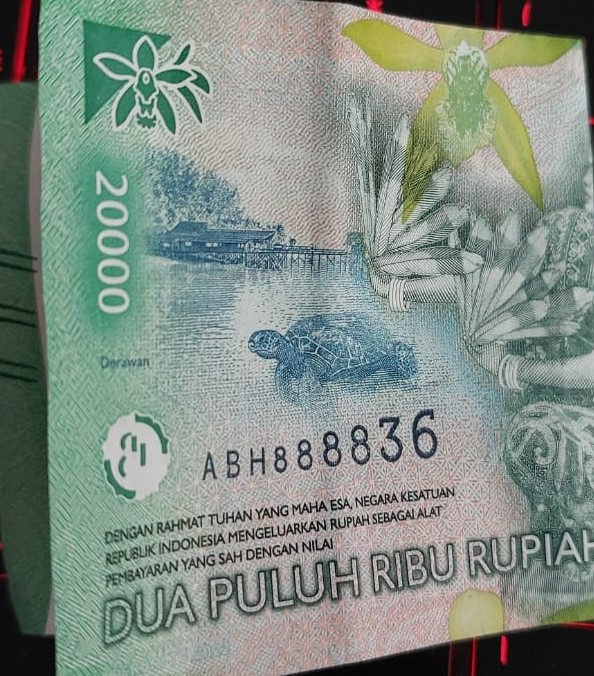 20000
Derawan
ABH888836
DENGAN RAHMAT TUHAN YANG MAHA ESA, NEGARA KESATUAN
REPUBLIK INDONESIA MENGELUARKAN RUPIAH SEBAGAI ALAT
PEMBAYARAN YANG SAH DENGAN NILAI
DUA PULUH RIBU RUPIAH